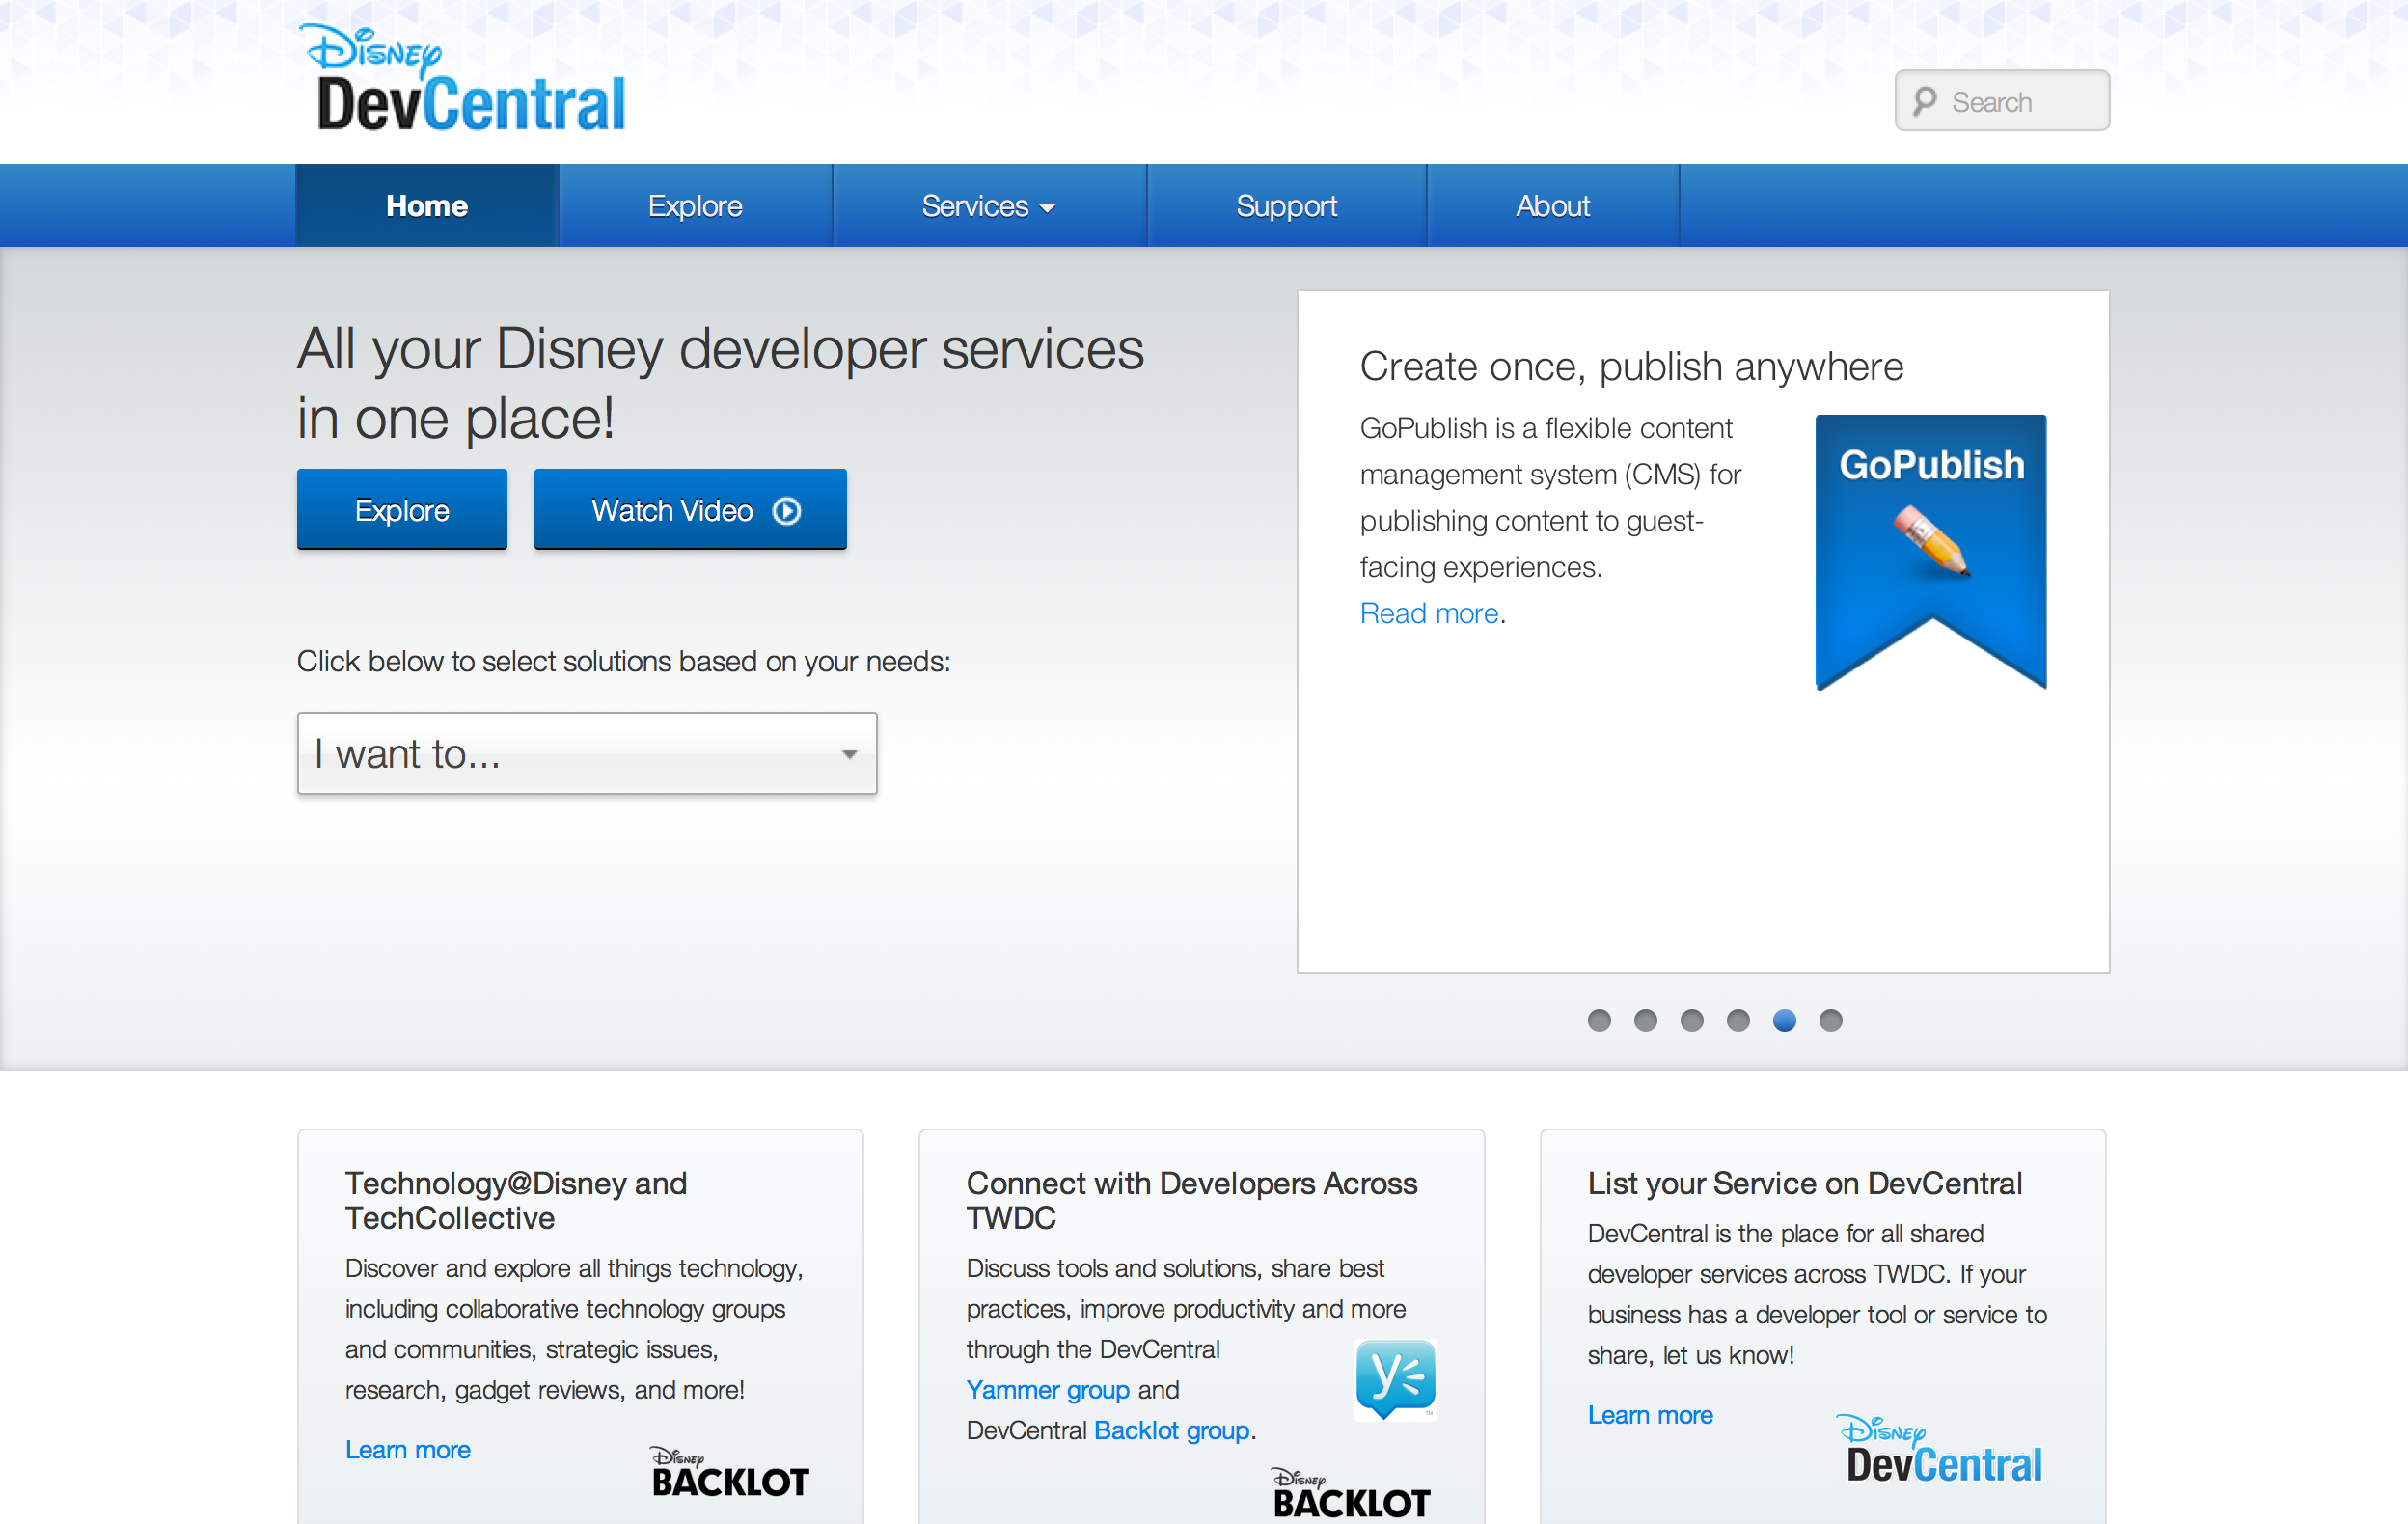 Disney
DevCentral
Search
Home
Explore
Services
Support
About
All your Disney developer services
in one place!
Explore
Watch Video
Click below to select solutions based on your needs:
I want to...
Create once, publish anywhere
GoPublish is a flexible content
management system (CMS) for
publishing content to guest-
facing experiences.
Read more.
GoPublish
Technology@Disney and
TechCollective
Discover and explore all things technology,
including collaborative technology groups
and communities, strategic issues,
research, gadget reviews, and more!
Learn more
Disney
BACKLOT
Connect with Developers Across
TWDC
Discuss tools and solutions, share best
practices, improve productivity and more
through the DevCentral
Yammer group and
DevCentral Backlot group.
y
TM
Disney
BACKLOT
List your Service on DevCentral
DevCentral is the place for all shared
developer services across TWDC. If your
business has a developer tool or service to
share, let us know!
Learn more
Disney
DevCentral